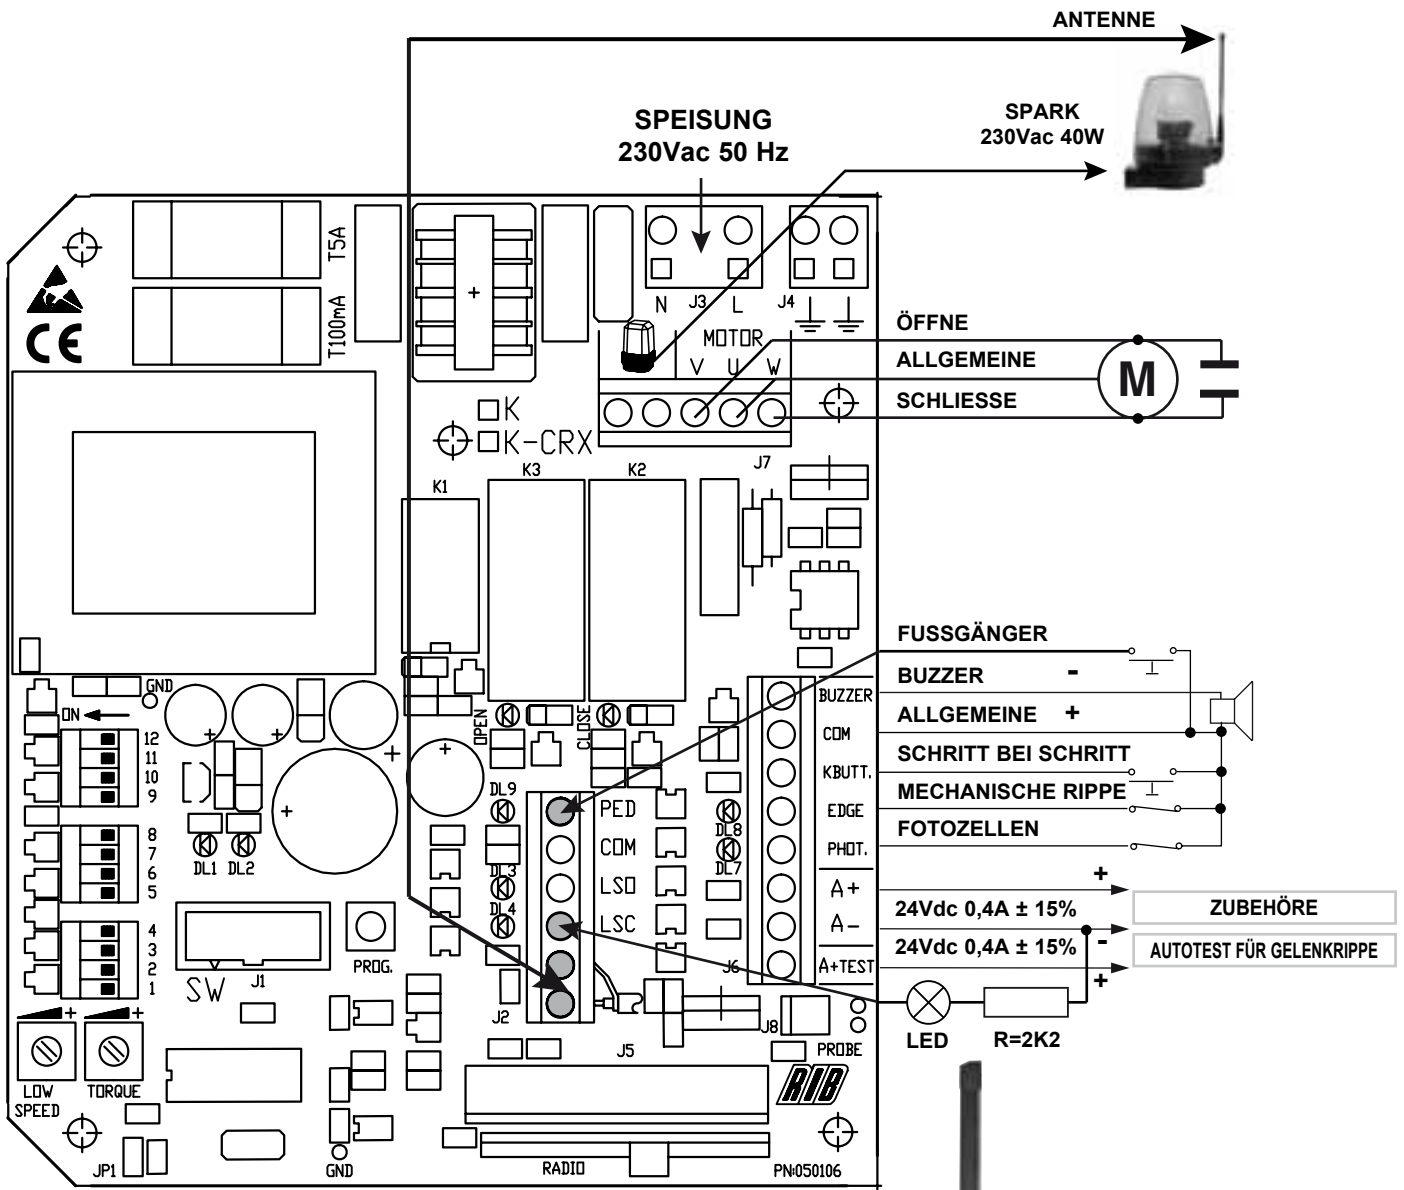 ANTENNE
SPARK
230Vac 40W
SPEISUNG
230Vac 50 Hz
T5A
T100mA
CE
N J3 L J4
MOTOR
V U W
ÖFFNE
ALLGEMEINE
SCHLIESSE
M
K
K-CRX
J7
K1 K3 K2
FUSSGÄNGER
BUZZER -
ALLGEMEINE +
SCHRITT BEI SCHRITT
MECHANISCHE RIPPE
FOTOZELLEN
BUZZER
COM
K BUTT.
EDGE
PHOT.
A+
A-
A+TEST
J6
+
24Vdc 0,4A ± 15%
ZUBEHÖRE
24Vdc 0,4A ± 15% -
AUTOTEST FÜR GELENKRIPPE
+
LED
R=2K2
GND
ON
12
11
10
9
8
7
6
5
4
3
2
1
+
+
+
+
+
+
DL1 DL2
OPEN
CLOSE
DL9
DL3
DL4
DL8
DL7
PED
COM
LSO
LSC
J2
J5
J8
PROBE
SW
J1
PROG.
+
+
LOW
SPEED
TORQUE
JP1
GND
RADIO
RIB
PN:050106